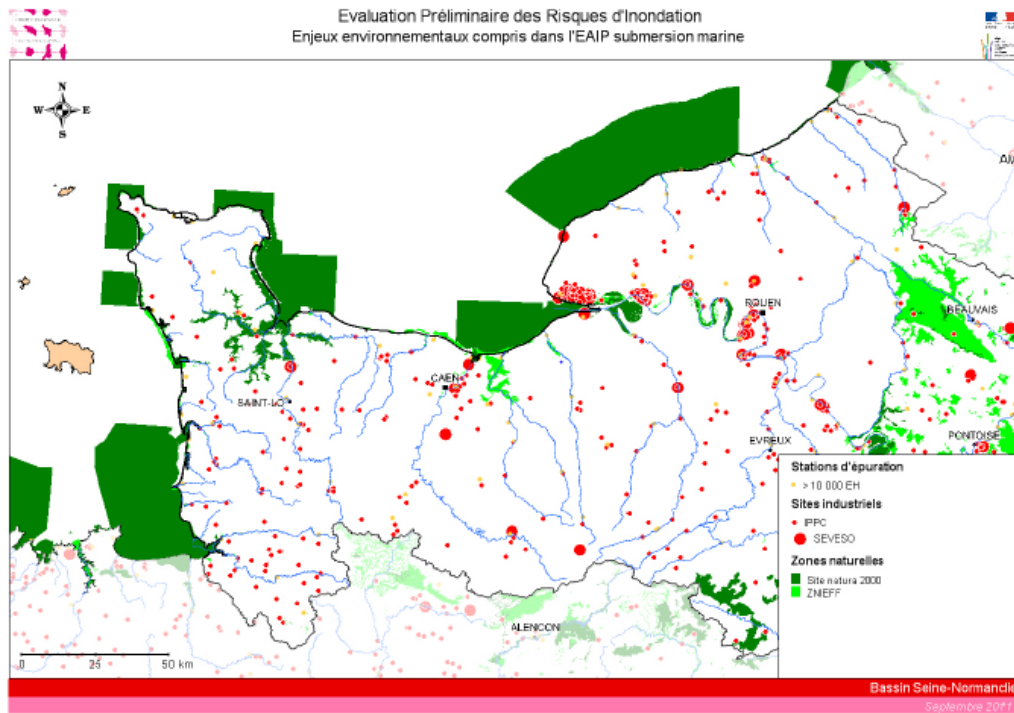 Evaluation Préliminaire des Risques d'Inondation
Enjeux environnementaux compris dans l'EAIP submersion marine
N
W E
S
ROUEN
BEAUVAIS
CAEN
SAINT-LO
EVREUX
PONTOISE
ALENCON
Stations d'épuration
> 10 000 EH
Sites industriels
IPPC
SEVESO
Zones naturelles
Site natura 2000
ZNIEFF
0 25 50 km
Bassin Seine-Normandie
Septembre 2011